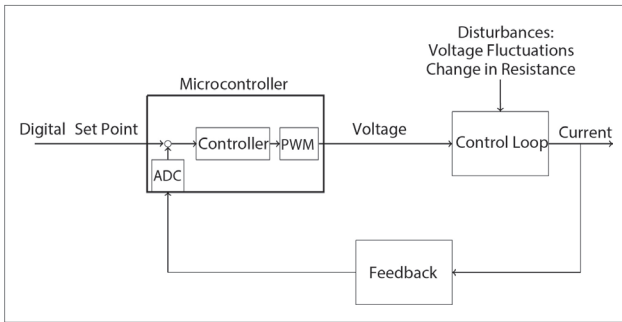 Disturbances:
Voltage Fluctuations
Change in Resistance
Microcontroller
Digital Set Point
Controller
PWM
Voltage
Control Loop
Current
ADC
Feedback